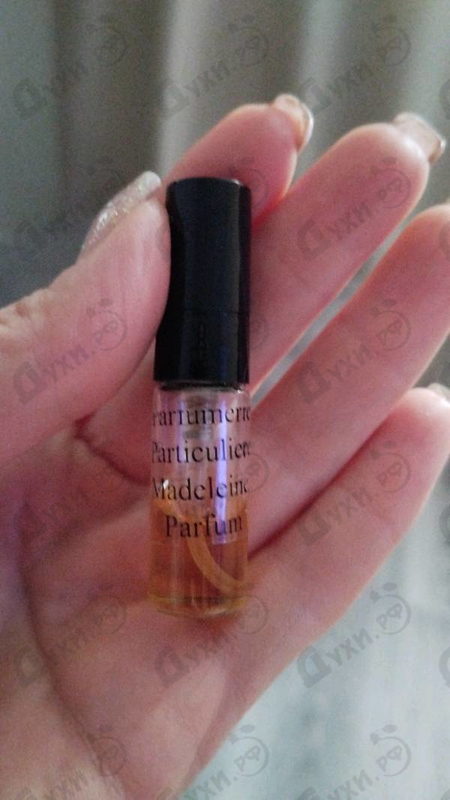 Parfumerie
Particuliere
Madeleine
Parfum
Духи.рф